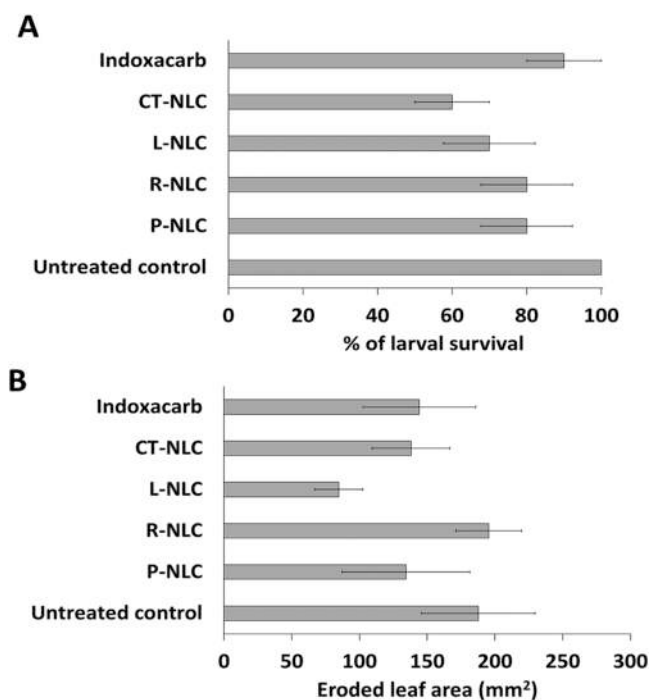 A
Indoxacarb
CT-NLC
L-NLC
R-NLC
P-NLC
Untreated control
0 20 40 60 80 100
% of larval survival
B
Indoxacarb
CT-NLC
L-NLC
R-NLC
P-NLC
Untreated control
0 50 100 150 200 250 300
Eroded leaf area (mm²)